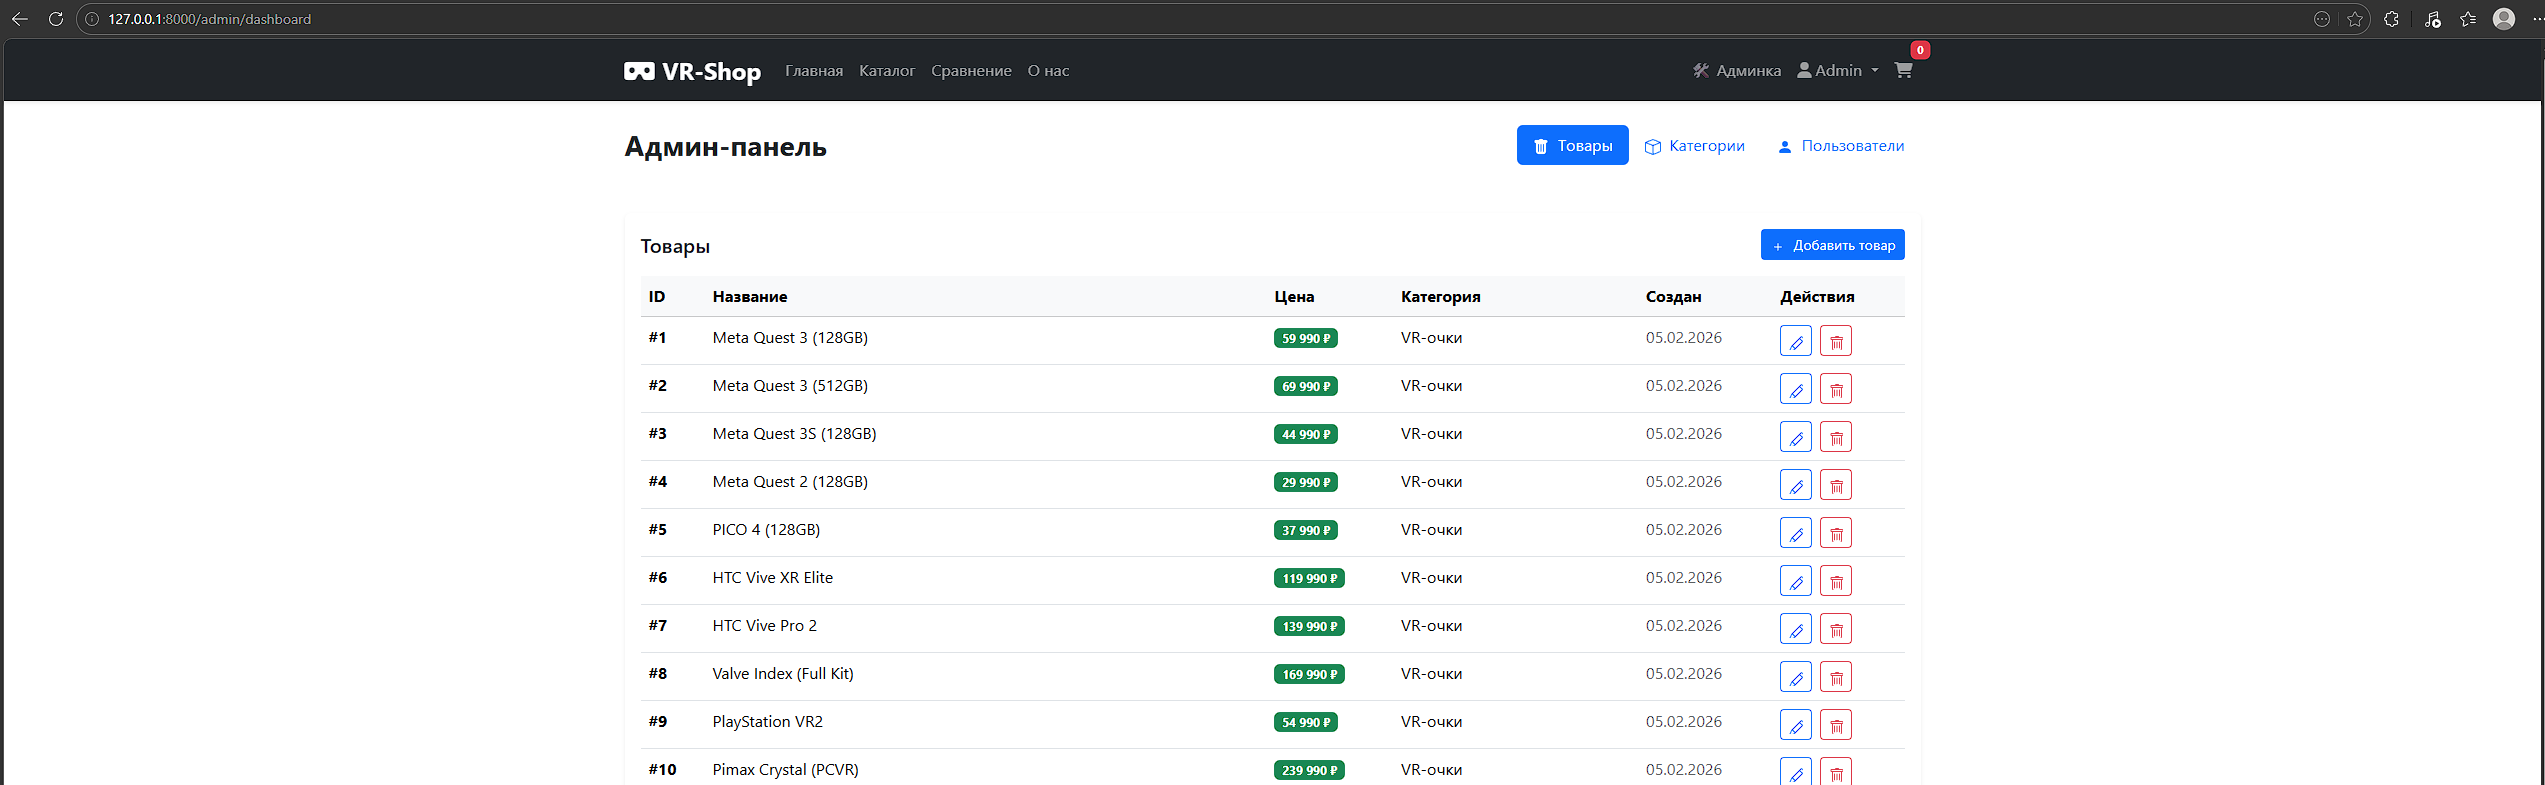 127.0.0.1:8000/admin/dashboard
VR-Shop Главная Каталог Сравнение О нас Админка Admin 0
Админ-панель Товары Категории Пользователи
Товары + Добавить товар
ID Название Цена Категория Создан Действия
#1 Meta Quest 3 (128GB) 59 990 ₽ VR-очки 05.02.2026
#2 Meta Quest 3 (512GB) 69 990 ₽ VR-очки 05.02.2026
#3 Meta Quest 3S (128GB) 44 990 ₽ VR-очки 05.02.2026
#4 Meta Quest 2 (128GB) 29 990 ₽ VR-очки 05.02.2026
#5 PICO 4 (128GB) 37 990 ₽ VR-очки 05.02.2026
#6 HTC Vive XR Elite 119 990 ₽ VR-очки 05.02.2026
#7 HTC Vive Pro 2 139 990 ₽ VR-очки 05.02.2026
#8 Valve Index (Full Kit) 169 990 ₽ VR-очки 05.02.2026
#9 PlayStation VR2 54 990 ₽ VR-очки 05.02.2026
#10 Pimax Crystal (PCVR) 239 990 ₽ VR-очки 05.02.2026